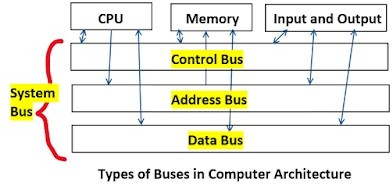 CPU
Memory
Input and Output
Control Bus
System
Bus
Address Bus
Data Bus
Types of Buses in Computer Architecture